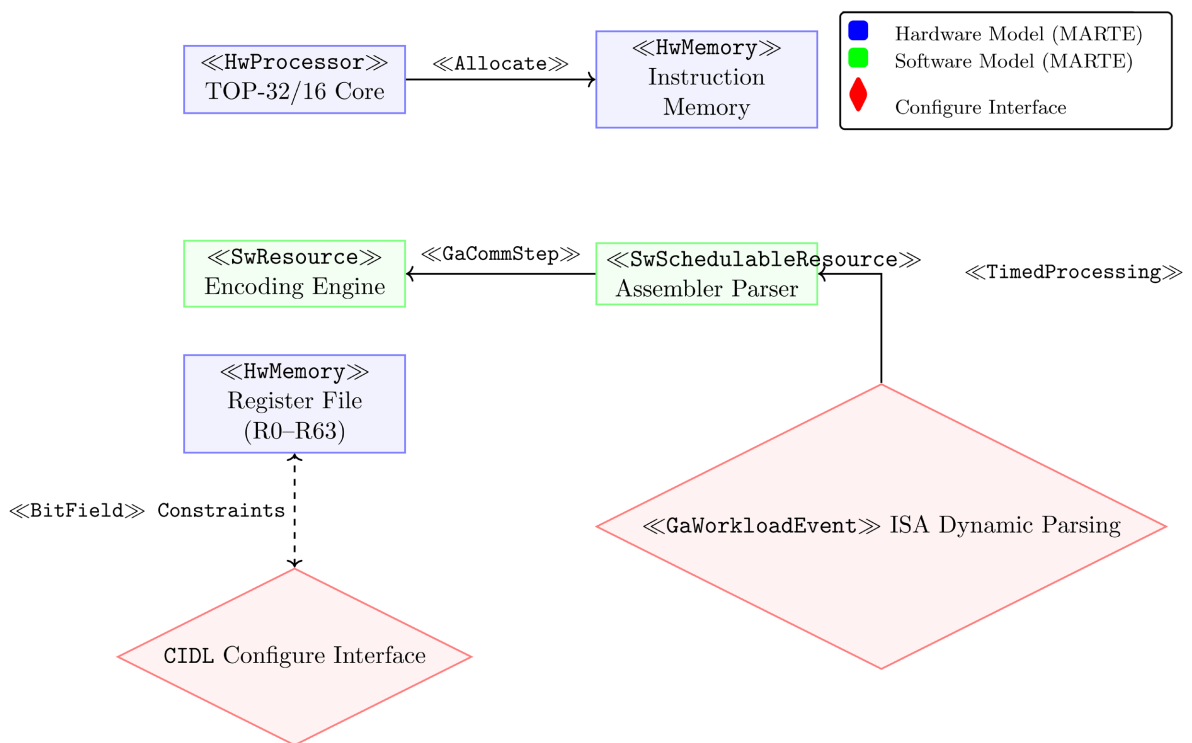 ≪HwProcessor≫
TOP-32/16 Core
≪Allocate≫
≪HwMemory≫
Instruction
Memory
Hardware Model (MARTE)
Software Model (MARTE)
Configure Interface
≪SwResource≫
Encoding Engine
≪GaCommStep≫
≪SwSchedulableResource≫
Assembler Parser
≪TimedProcessing≫
≪HwMemory≫
Register File
(R0–R63)
≪BitField≫ Constraints
≪GaWorkloadEvent≫ ISA Dynamic Parsing
CIDL Configure Interface